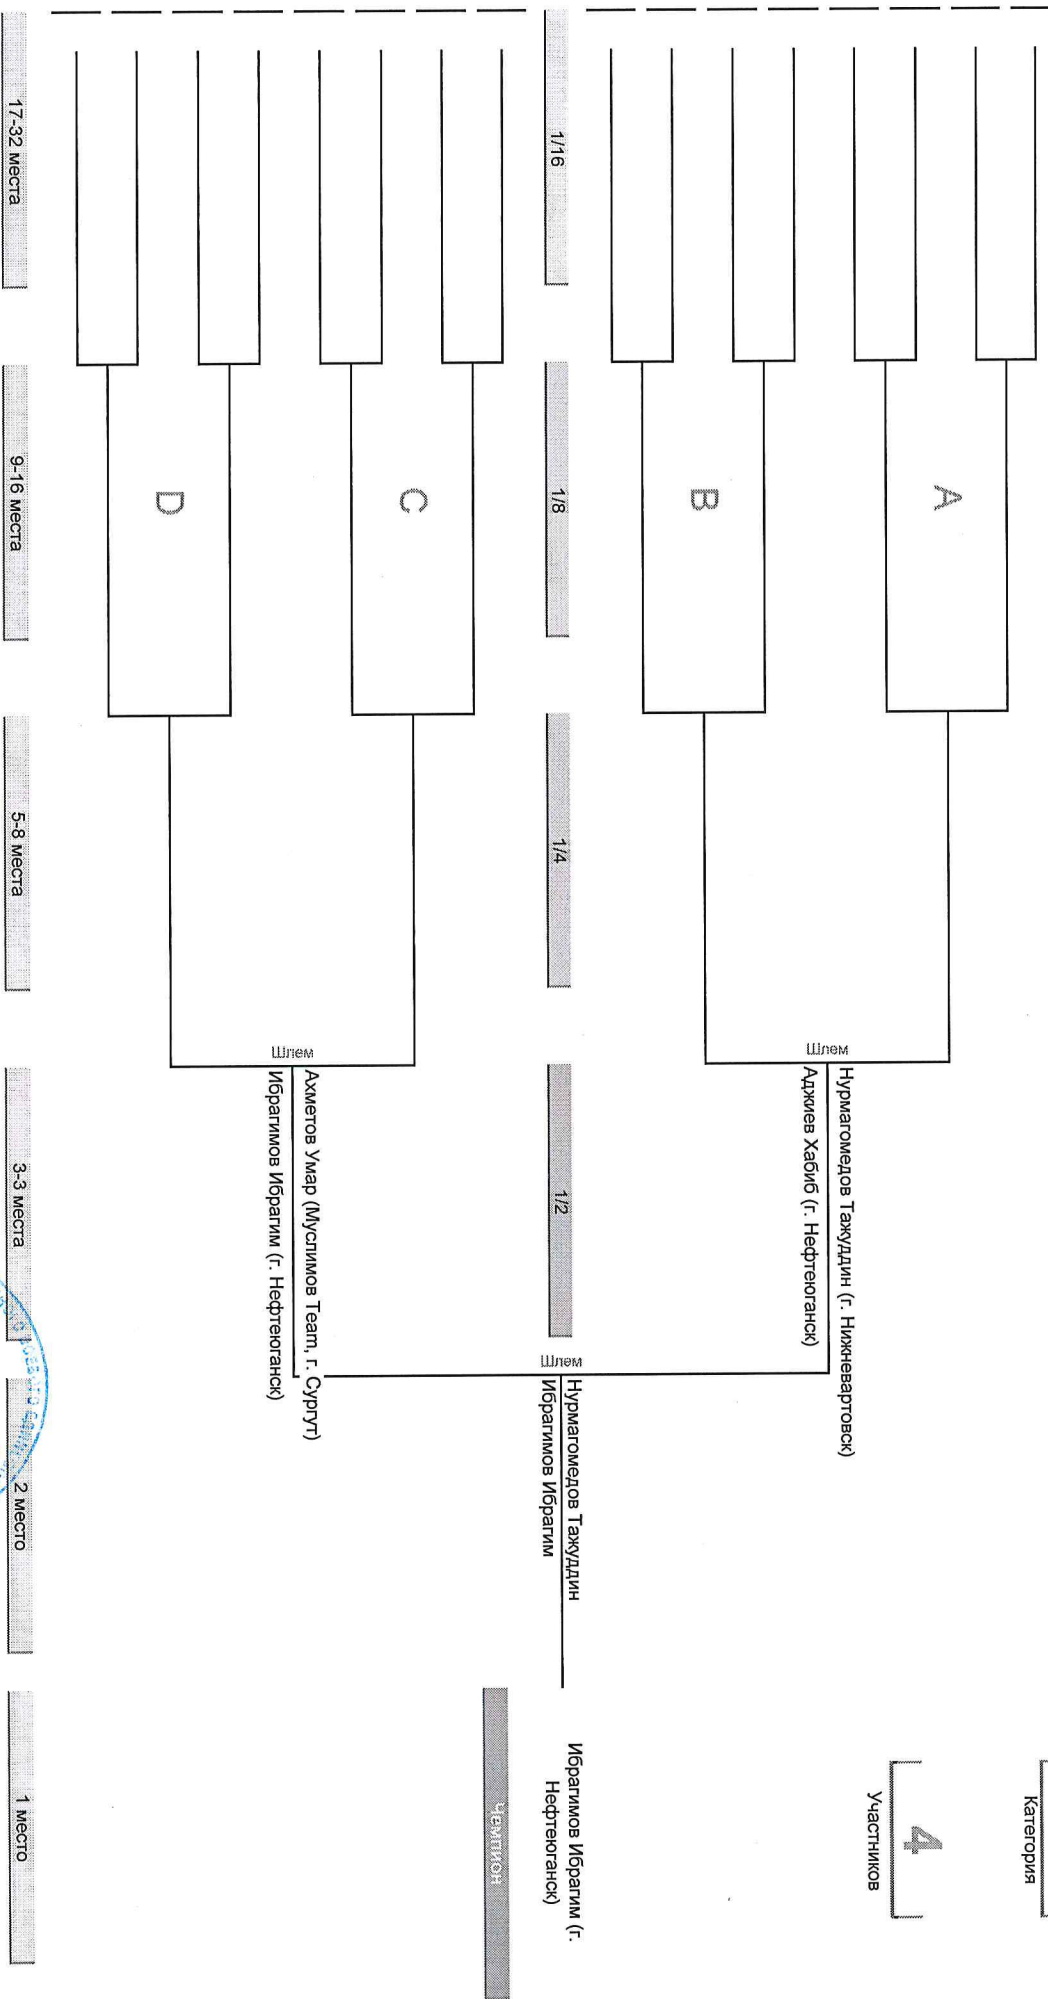 Категория
4
Участников
A
B
1/16
1/8
1/4
1/2
C
D
Шлем
Нурмагомедов Тажуддин (г. Нижневартовск)
Аджиев Хабиб (г. Нефтеюганск)
Шлем
Нурмагомедов Тажуддин
Ибрагимов Ибрагим
Ибрагимов Ибрагим (г.
Нефтеюганск)
Чемпион
Шлем
Ахметов Умар (Муслимов Team, г. Сургут)
Ибрагимов Ибрагим (г. Нефтеюганск)
17-32 места
9-16 места
5-8 места
3-3 места
2 место
1 место